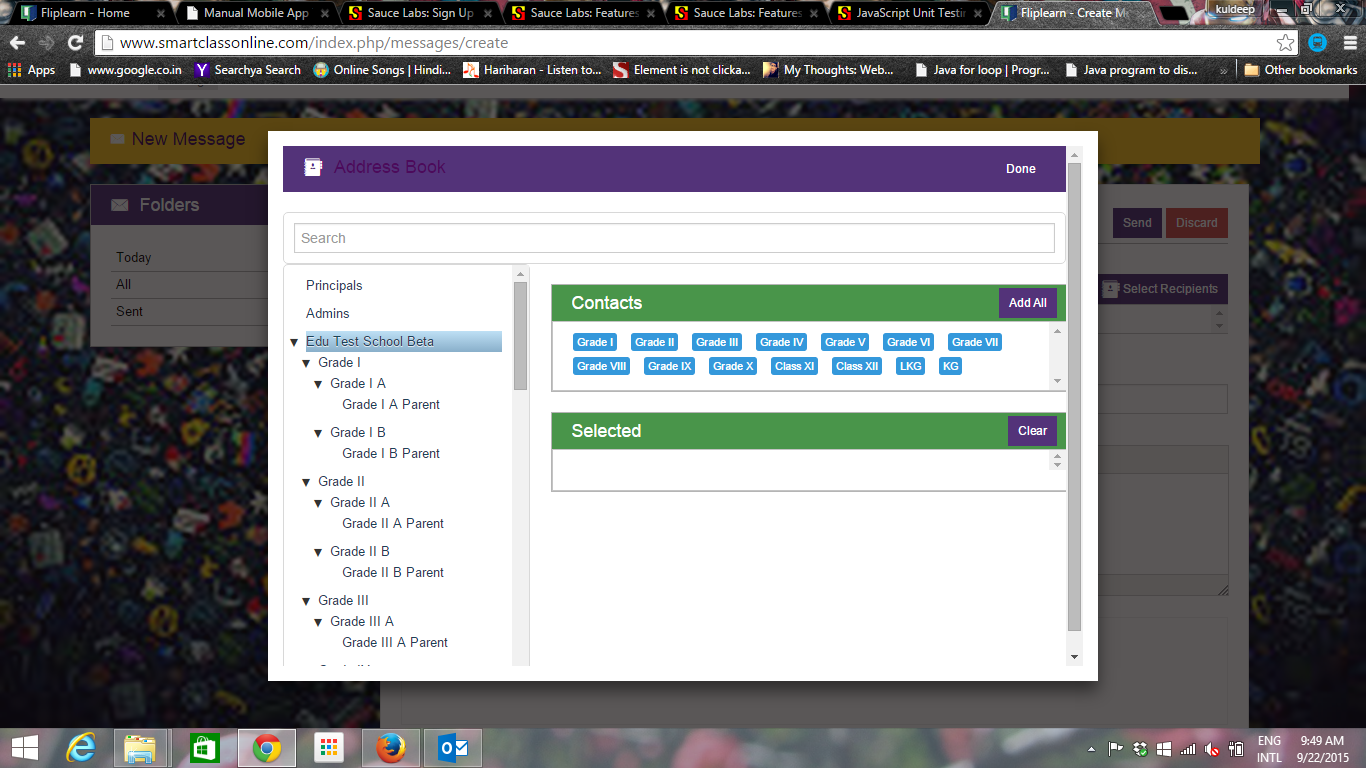 Fliplearn - Home
Manual Mobile App
Sauce Labs: Sign Up
Sauce Labs: Features
Sauce Labs: Features
JavaScript Unit Testin
Fliplearn - Create M
kuldeep
www.smartclassonline.com/index.php/messages/create
Apps
www.google.co.in
Searchya Search
Online Songs | Hindi...
Hariharan - Listen to...
Element is not clicka...
My Thoughts: Web...
Java for loop | Progr...
Java program to dis...
»
Other bookmarks
New Message
Folders
Today
All
Sent
Send
Discard
Select Recipients
Address Book
Done
Search
Principals
Admins
Edu Test School Beta
Grade I
Grade I A
Grade I A Parent
Grade I B
Grade I B Parent
Grade II
Grade II A
Grade II A Parent
Grade II B
Grade II B Parent
Grade III
Grade III A
Grade III A Parent
Contacts
Add All
Grade I Grade II Grade III Grade IV Grade V Grade VI Grade VII
Grade VIII Grade IX Grade X Class XI Class XII LKG KG
Selected
Clear
ENG
INTL
9:49 AM
9/22/2015